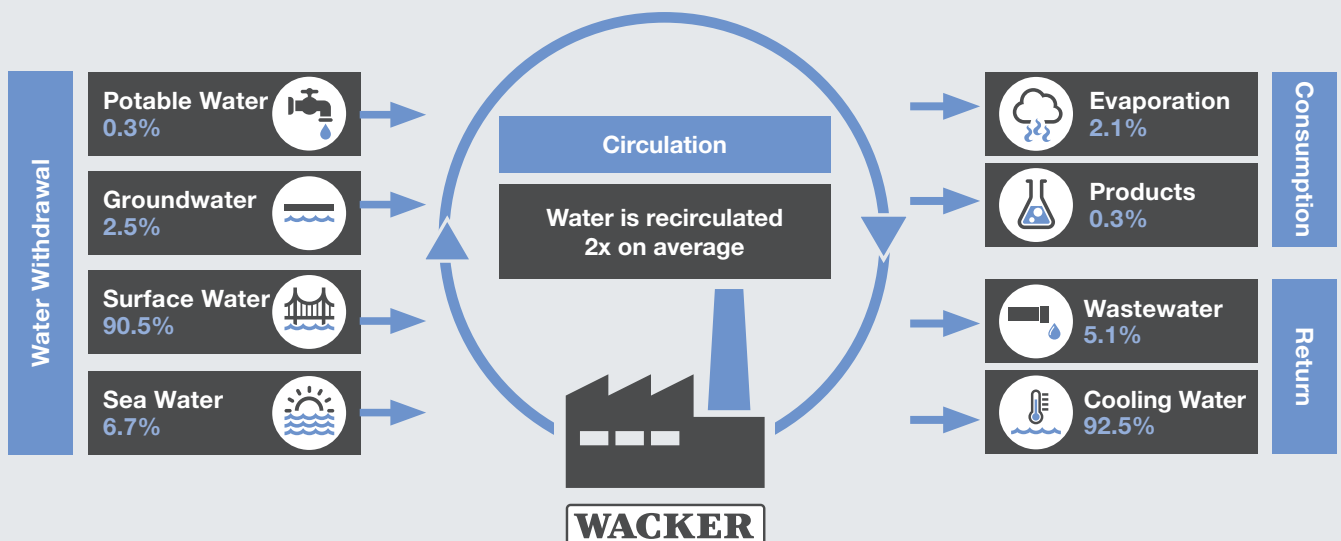 Water Withdrawal
Potable Water
0.3%
Groundwater
2.5%
Surface Water
90.5%
Sea Water
6.7%
Circulation
Water is recirculated
2x on average
WACKER
Evaporation
2.1%
Products
0.3%
Consumption
Wastewater
5.1%
Cooling Water
92.5%
Return